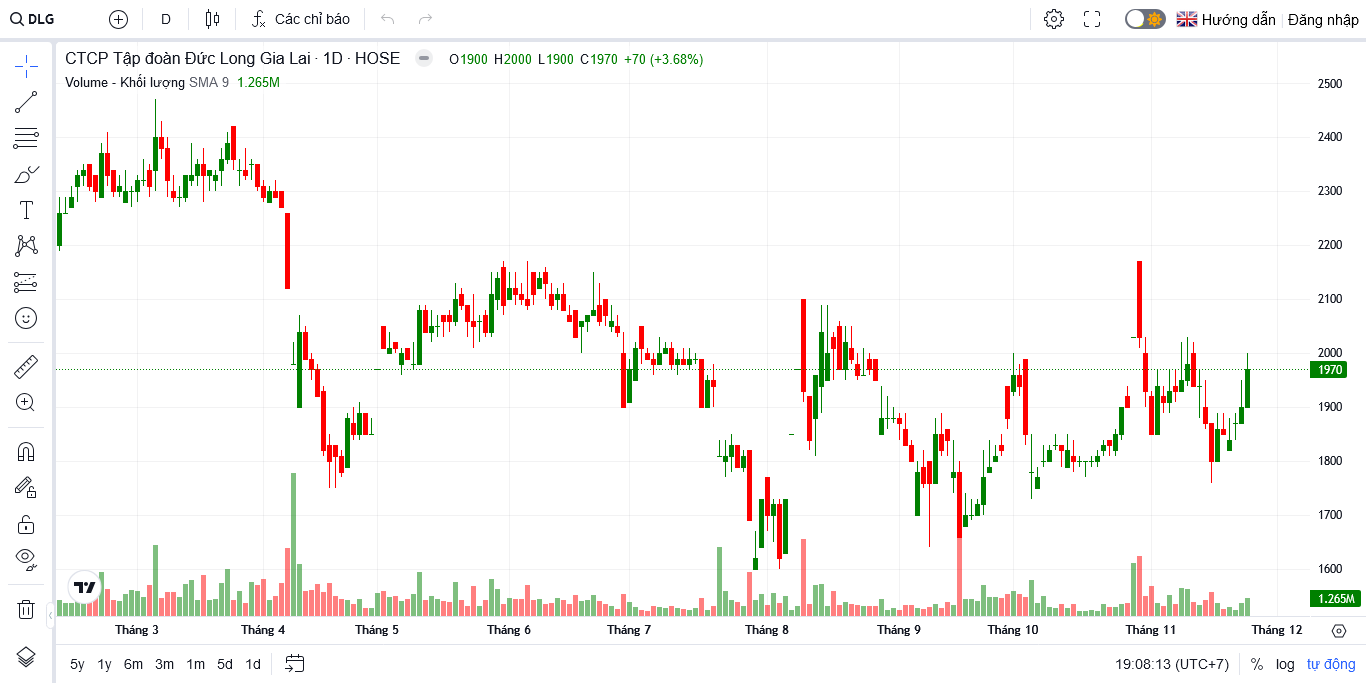 DLG D Các chỉ báo Hướng dẫn Đăng nhập
CTCP Tập đoàn Đức Long Gia Lai · 1D · HOSE O1900 H2000 L1900 C1970 +70 (+3.68%)
Volume - Khối lượng SMA 9 1.265M
2500
2400
2300
2200
2100
2000
1970
1900
1800
1700
1600
1.265M
Tháng 3 Tháng 4 Tháng 5 Tháng 6 Tháng 7 Tháng 8 Tháng 9 Tháng 10 Tháng 11 Tháng 12
5y 1y 6m 3m 1m 5d 1d 19:08:13 (UTC+7) % log tự động